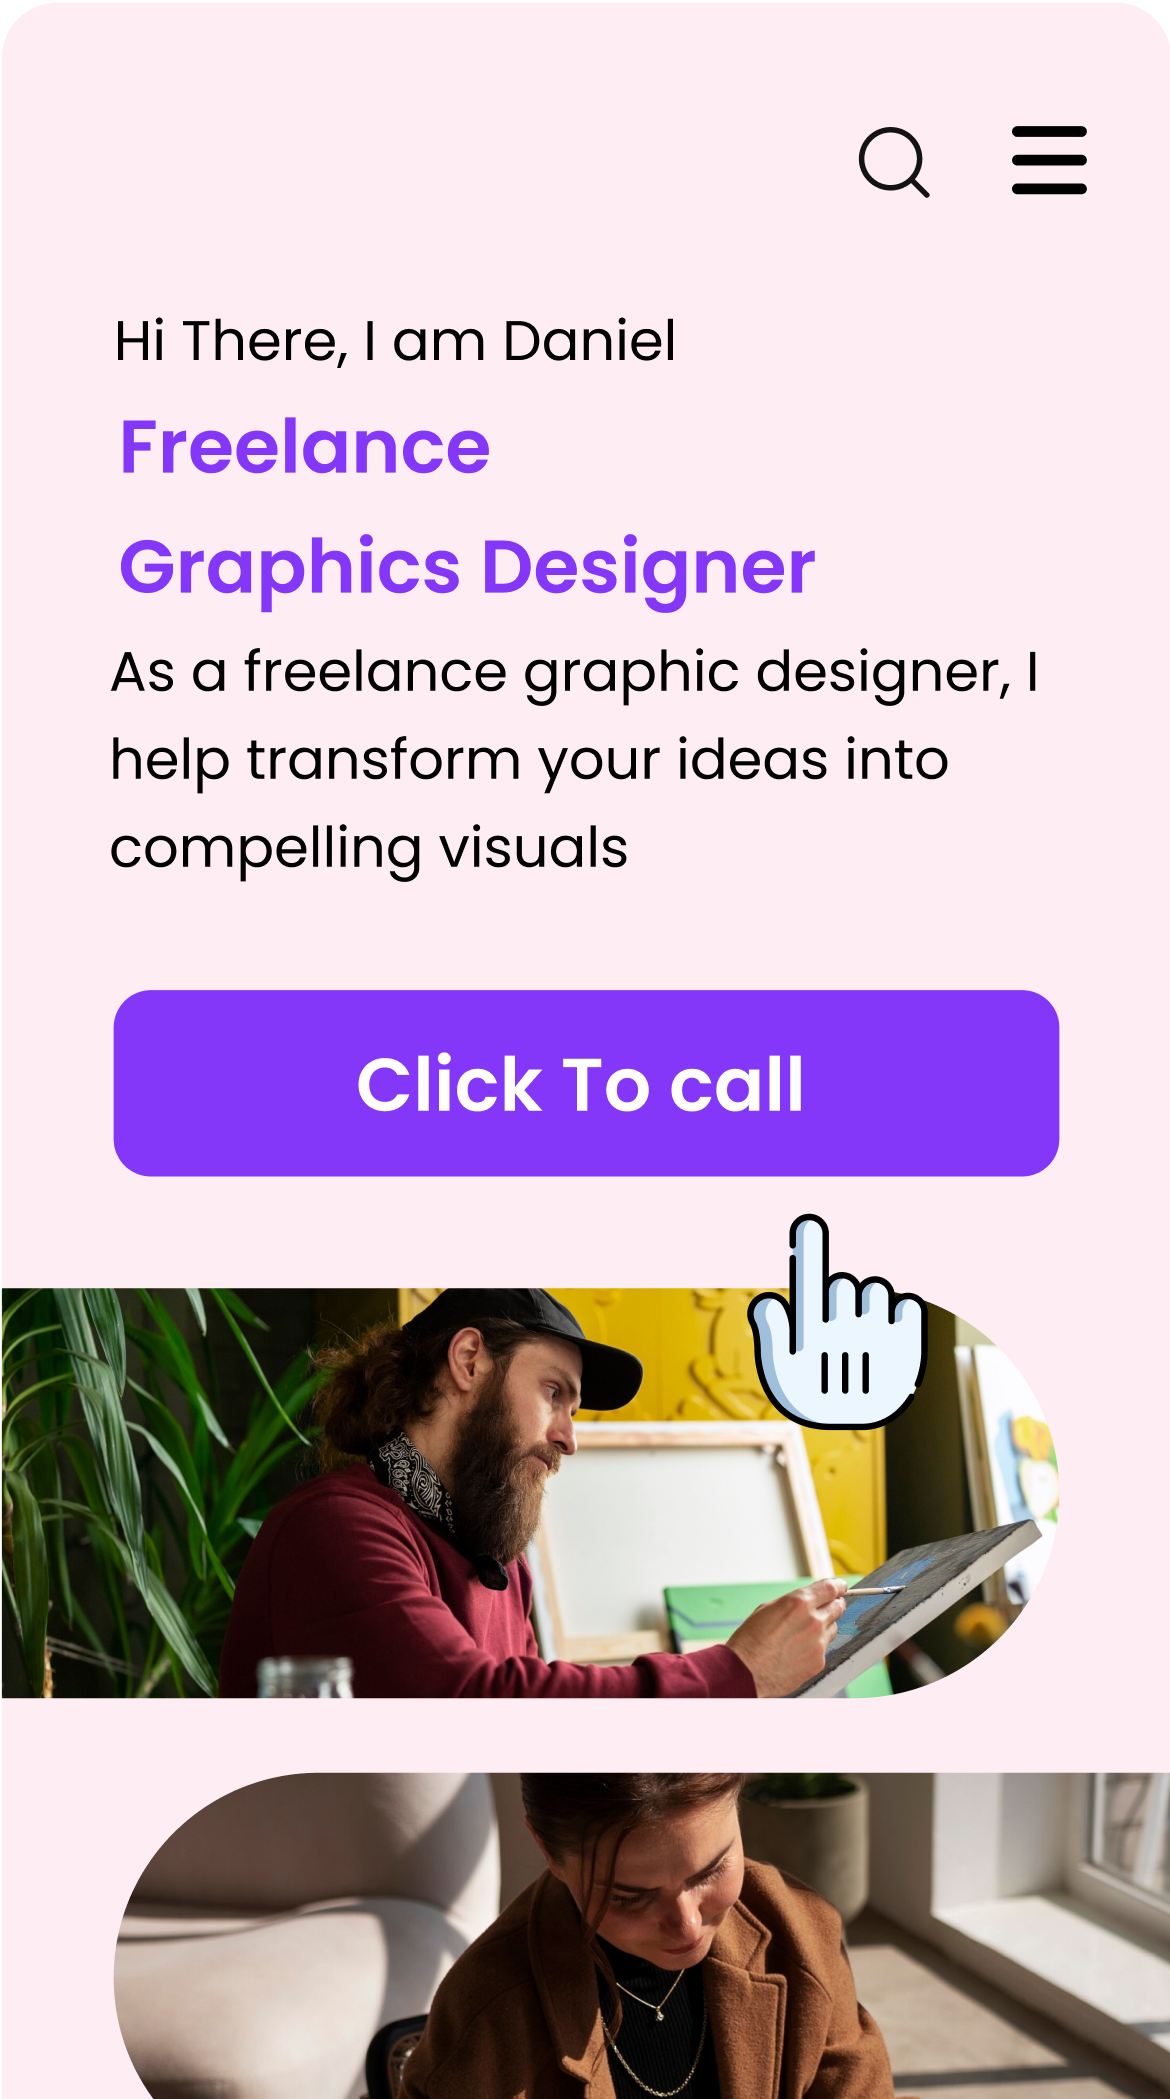 Hi There, I am Daniel
Freelance
Graphics Designer
As a freelance graphic designer, I
help transform your ideas into
compelling visuals
Click To call